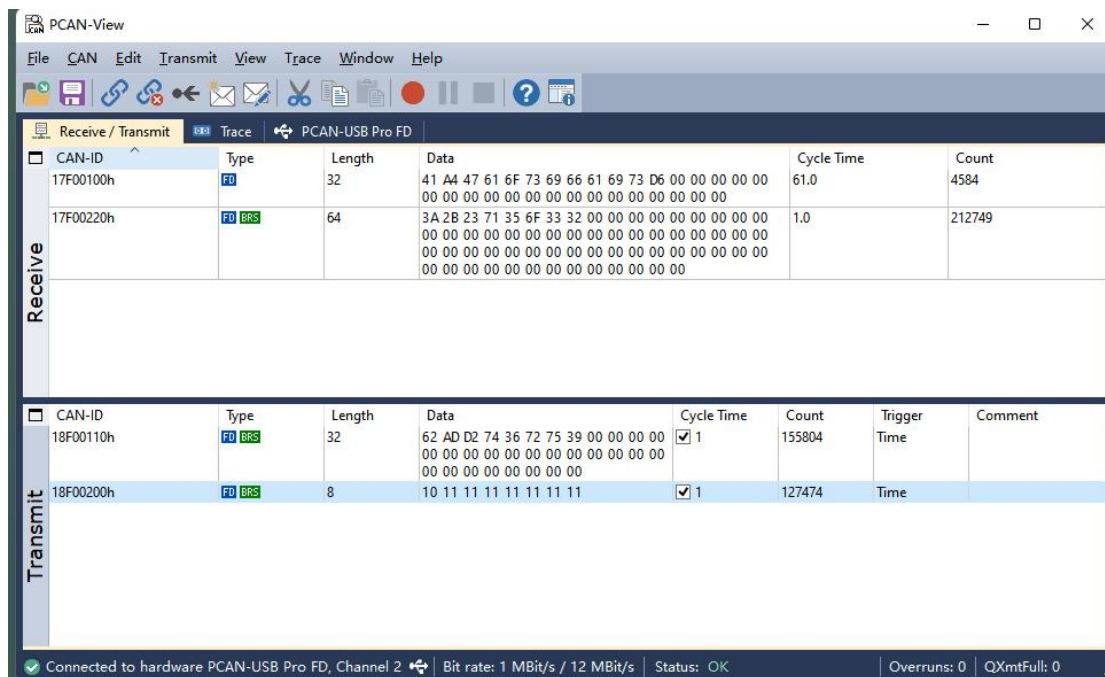 PCAN-View
File CAN Edit Transmit View Trace Window Help
Receive / Transmit Trace PCAN-USB Pro FD
CAN-ID Type Length Data Cycle Time Count
17F00100h FD 32 41 A4 47 61 6F 73 69 66 61 69 73 D6 00 00 00 00 00 61.0 4584
00 00 00 00 00 00 00 00 00 00 00 00 00 00 00
17F00220h FD BRS 64 3A 2B 23 71 35 6F 33 32 00 00 00 00 00 00 00 00 00 1.0 212749
00 00 00 00 00 00 00 00 00 00 00 00 00 00 00 00 00
00 00 00 00 00 00 00 00 00 00 00 00 00 00 00 00 00
00 00 00 00 00 00 00 00 00 00 00 00 00
Receive
CAN-ID Type Length Data Cycle Time Count Trigger Comment
18F00110h FD BRS 32 62 AD D2 74 36 72 75 39 00 00 00 00 1 155804 Time
00 00 00 00 00 00 00 00 00 00 00 00
00 00 00 00 00 00 00 00
18F00200h FD BRS 8 10 11 11 11 11 11 11 11 1 127474 Time
Transmit
Connected to hardware PCAN-USB Pro FD, Channel 2 Bit rate: 1 MBit/s / 12 MBit/s Status: OK Overruns: 0 QXmtFull: 0